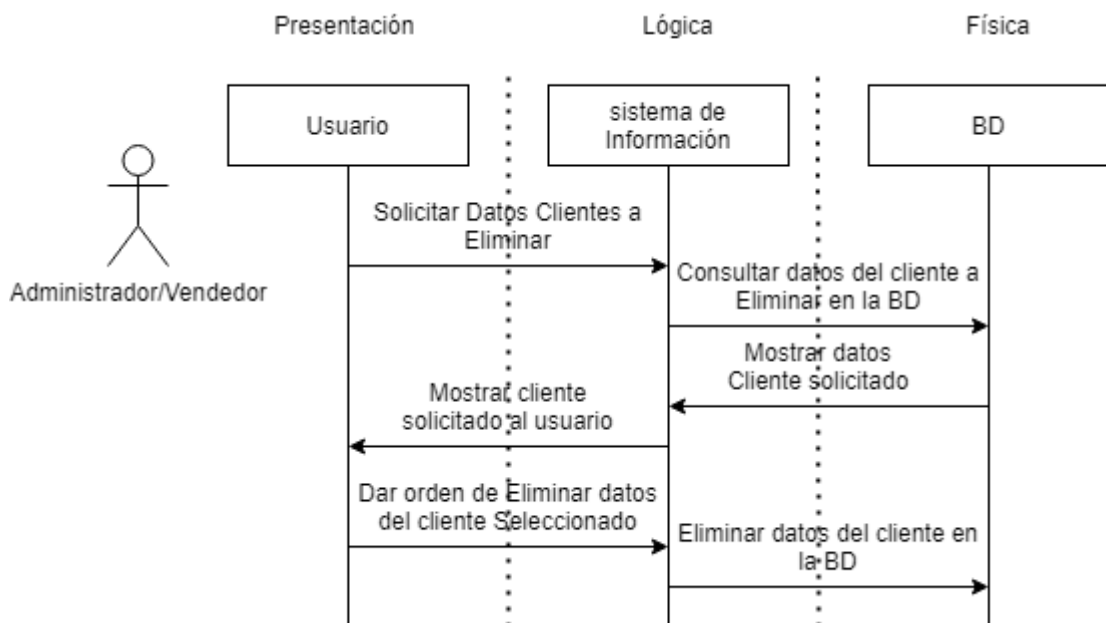 Presentación
Lógica
Física
Usuario
sistema de
Información
BD
Administrador/Vendedor
Solicitar Datos Clientes a
Eliminar
Consultar datos del cliente a
Eliminar en la BD
Mostrar datos
Cliente solicitado
Mostrar cliente
solicitado al usuario
Dar orden de Eliminar datos
del cliente Seleccionado
Eliminar datos del cliente en
la BD